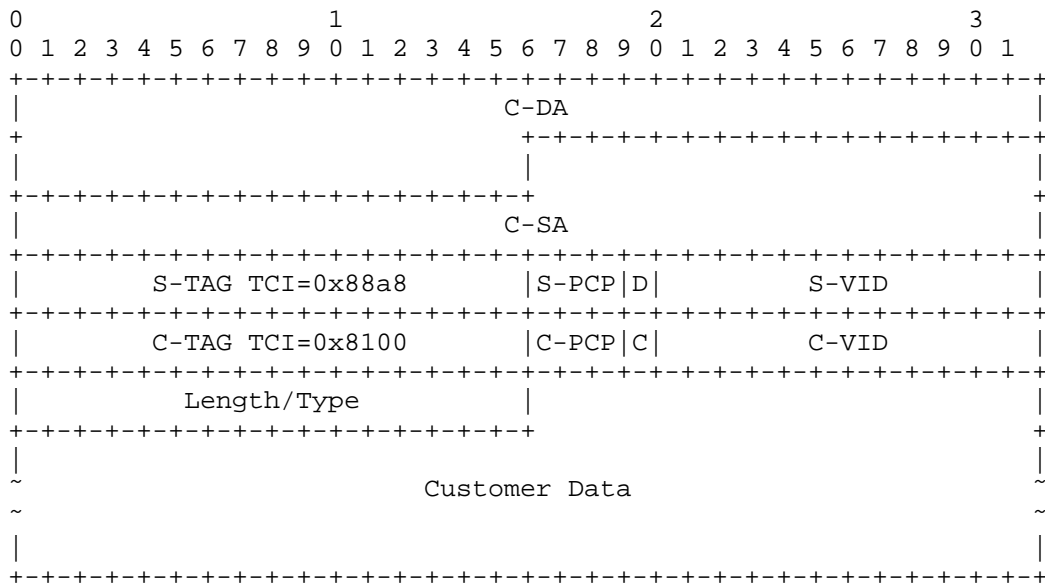 0                   1                   2                   3
0 1 2 3 4 5 6 7 8 9 0 1 2 3 4 5 6 7 8 9 0 1 2 3 4 5 6 7 8 9 0 1
+-+-+-+-+-+-+-+-+-+-+-+-+-+-+-+-+-+-+-+-+-+-+-+-+-+-+-+-+-+-+-+-+
|                              C-DA                             |
+                               +-+-+-+-+-+-+-+-+-+-+-+-+-+-+-+-+
|                               |                               |
+-+-+-+-+-+-+-+-+-+-+-+-+-+-+-+-+                               +
|                              C-SA                             |
+-+-+-+-+-+-+-+-+-+-+-+-+-+-+-+-+-+-+-+-+-+-+-+-+-+-+-+-+-+-+-+-+
|        S-TAG TCI=0x88a8       |S-PCP|D|         S-VID         |
+-+-+-+-+-+-+-+-+-+-+-+-+-+-+-+-+-+-+-+-+-+-+-+-+-+-+-+-+-+-+-+-+
|        C-TAG TCI=0x8100       |C-PCP|C|         C-VID         |
+-+-+-+-+-+-+-+-+-+-+-+-+-+-+-+-+-+-+-+-+-+-+-+-+-+-+-+-+-+-+-+-+
|          Length/Type          |                               |
+-+-+-+-+-+-+-+-+-+-+-+-+-+-+-+-+                               +
|                                                               |
~                         Customer Data                         ~
~                                                               ~
|                                                               |
+-+-+-+-+-+-+-+-+-+-+-+-+-+-+-+-+-+-+-+-+-+-+-+-+-+-+-+-+-+-+-+-+